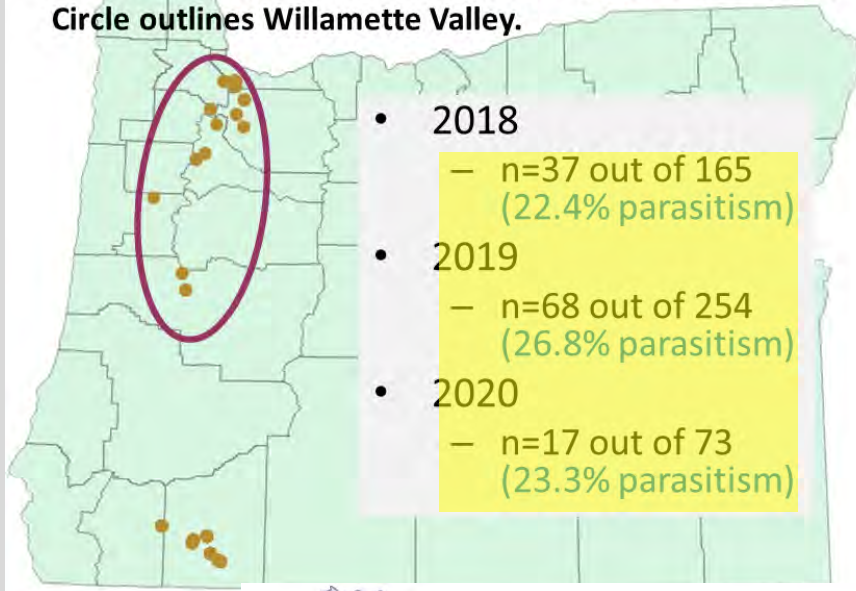 Circle outlines Willamette Valley.
• 2018
– n=37 out of 165
(22.4% parasitism)
• 2019
– n=68 out of 254
(26.8% parasitism)
• 2020
– n=17 out of 73
(23.3% parasitism)